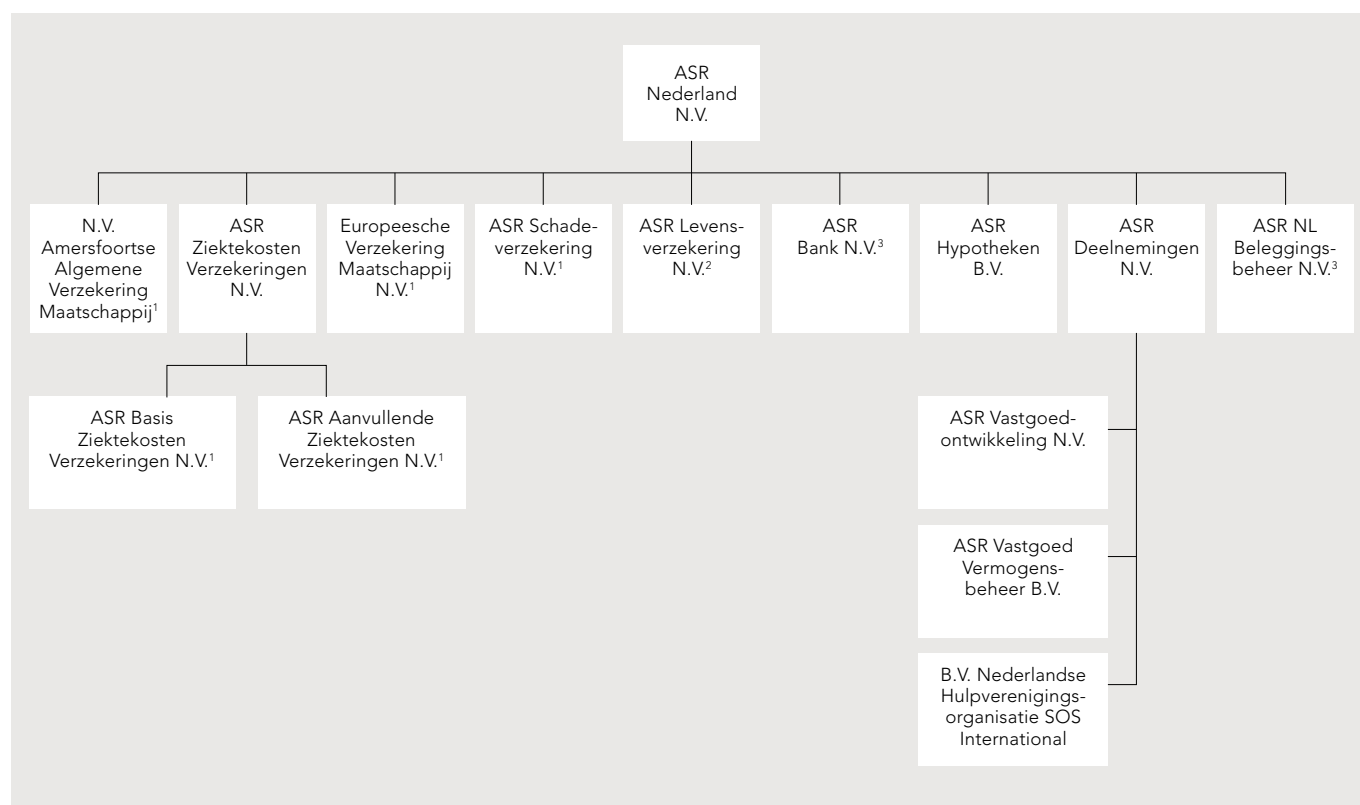 ASR
Nederland
N.V.
N.V.
Amersfoortse
Algemene
Verzekering
Maatschappij¹
ASR
Ziektekosten
Verzekeringen
N.V.
Europeesche
Verzekering
Maatschappij
N.V.¹
ASR Schade-
verzekering
N.V.¹
ASR Levens-
verzekering
N.V.²
ASR
Bank N.V.³
ASR
Hypotheken
B.V.
ASR
Deelnemingen
N.V.
ASR NL
Beleggings-
beheer N.V.³
ASR Basis
Ziektekosten
Verzekeringen N.V.¹
ASR Aanvullende
Ziektekosten
Verzekeringen N.V.¹
ASR Vastgoed-
ontwikkeling N.V.
ASR Vastgoed
Vermogens-
beheer B.V.
B.V. Nederlandse
Hulpverenigings-
organisatie SOS
International